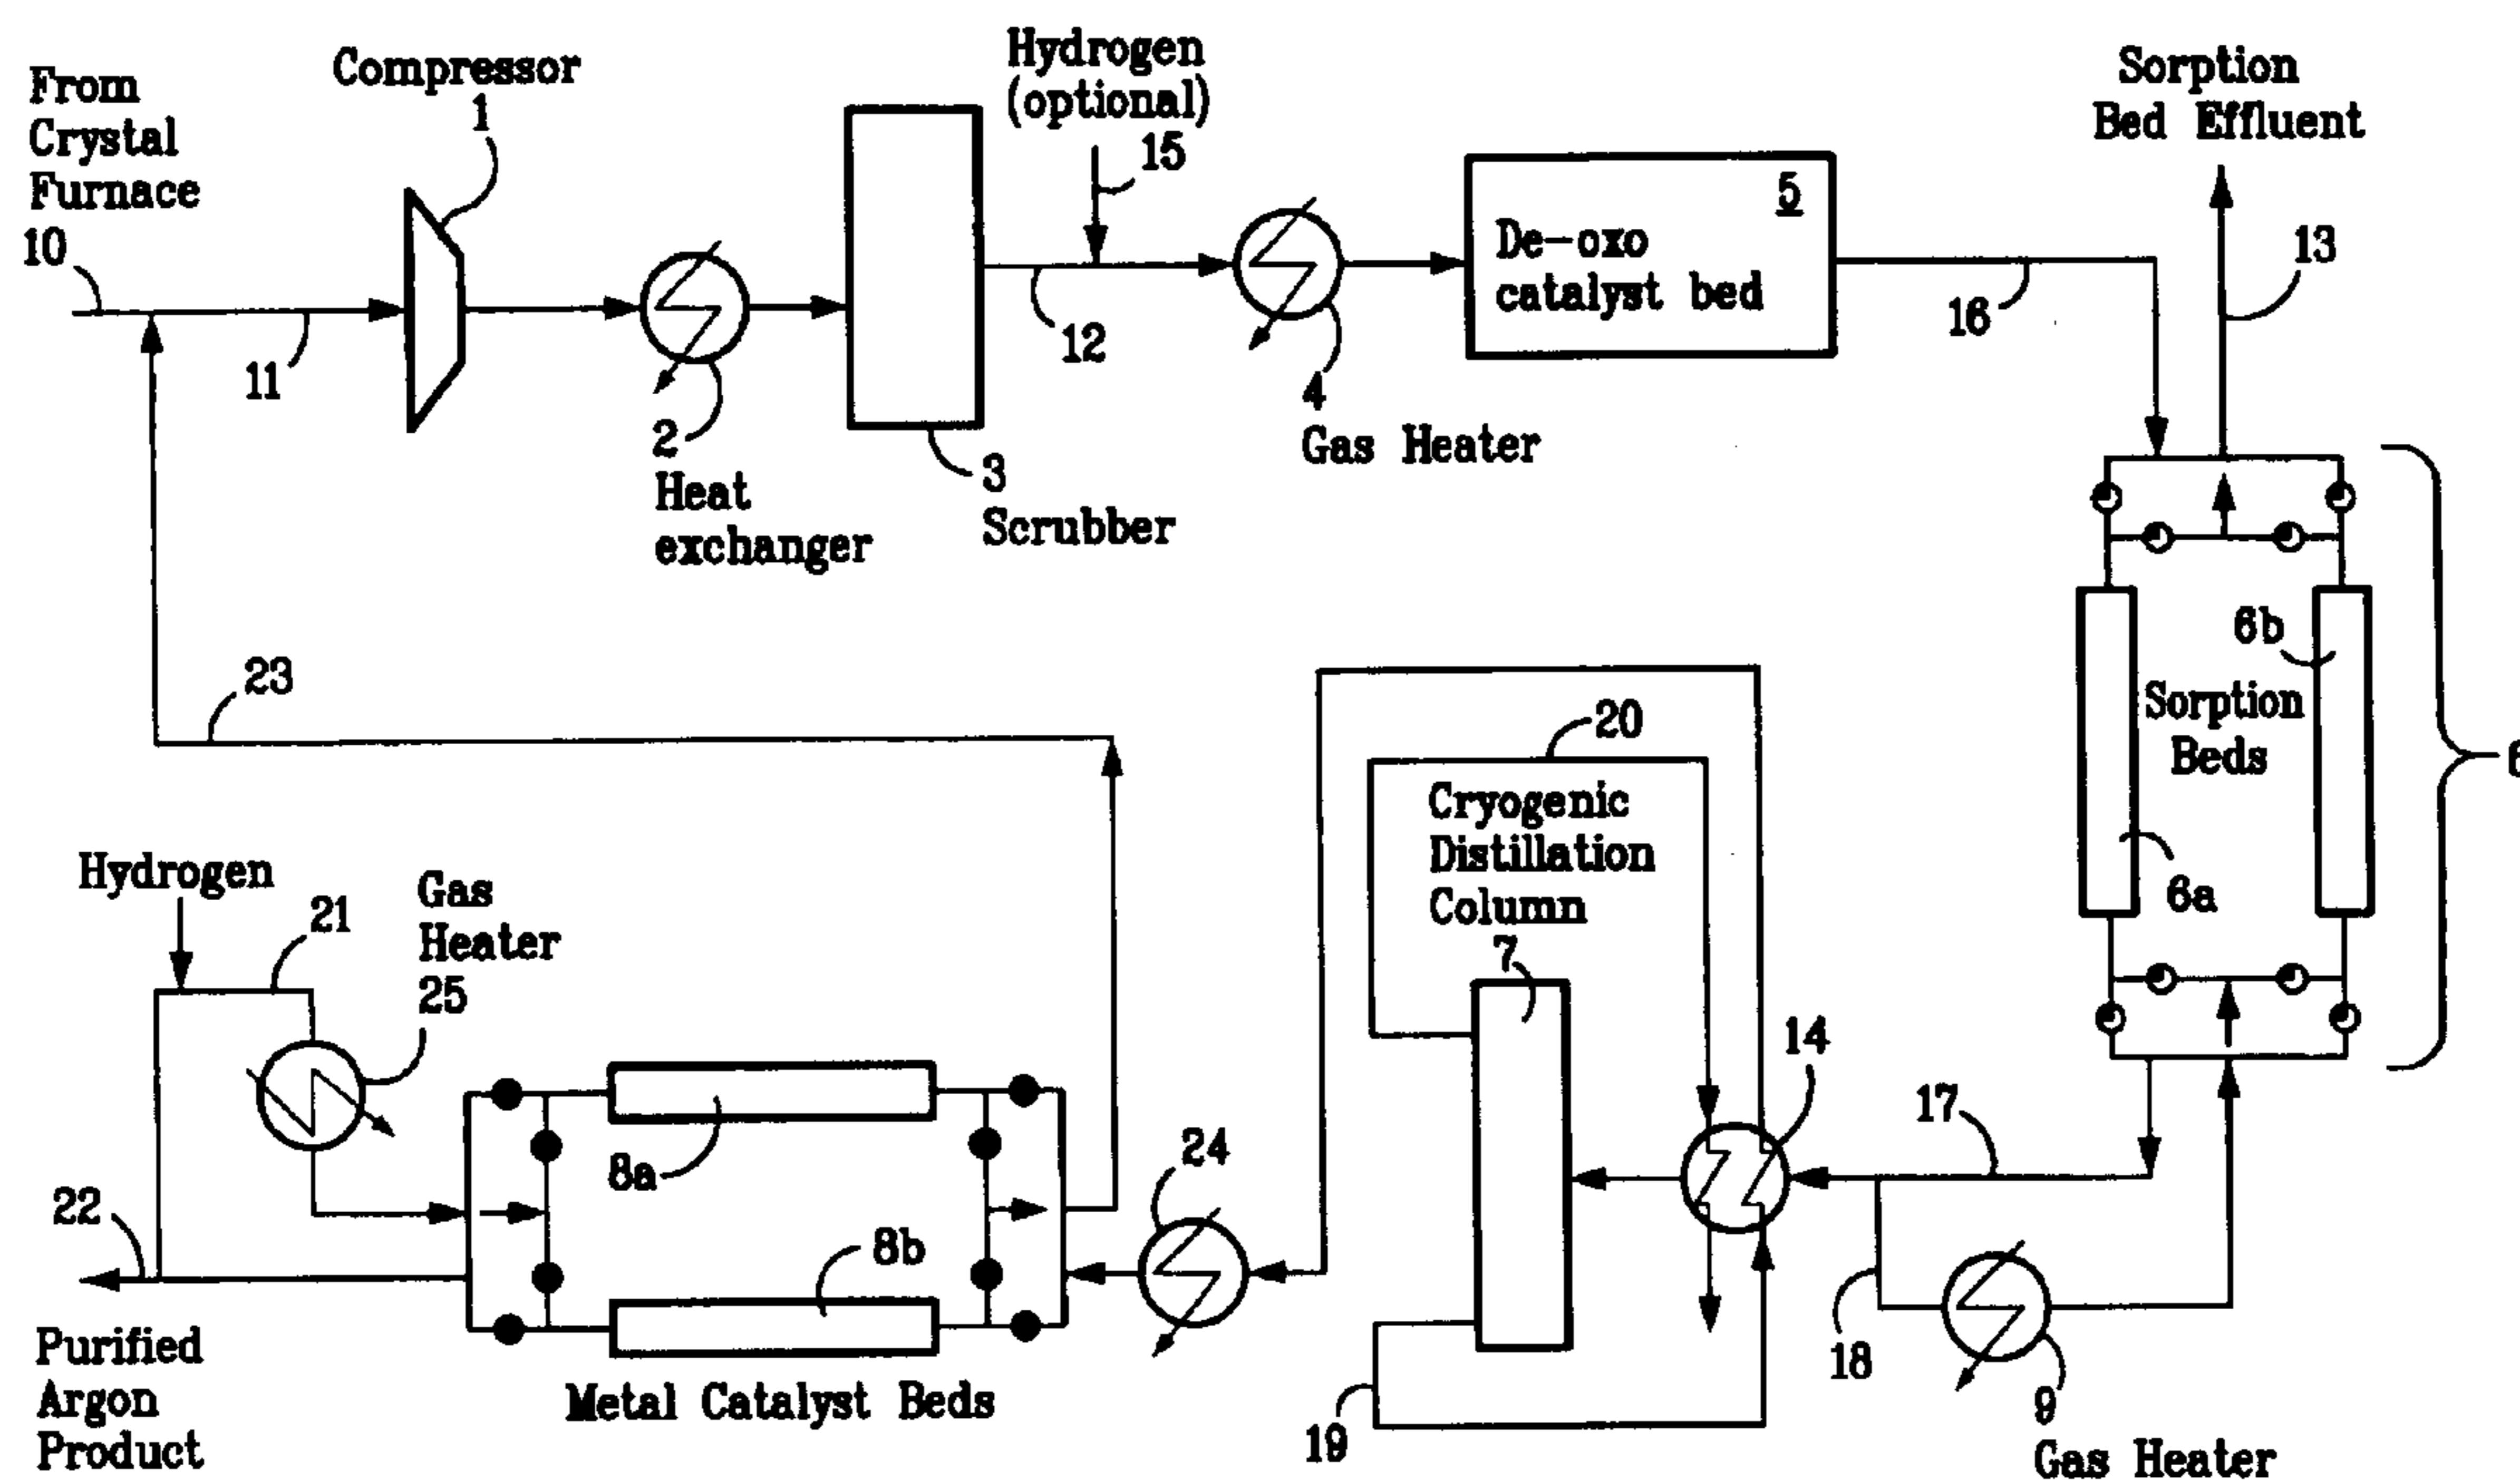 From
Crystal
Furnace
10
Compressor
1
11
2
Heat
exchanger
3
Scrubber
Hydrogen
(optional)
15
12
4
Gas Heater
5
De-oxo
catalyst bed
16
Sorption
Bed Effluent
13
6b
Sorption
Beds
6a
6
23
20
Cryogenic
Distillation
Column
7
14
17
18
9
Gas Heater
19
Hydrogen
21
Gas
Heater
25
22
8a
8b
24
Metal Catalyst Beds
Purified
Argon
Product